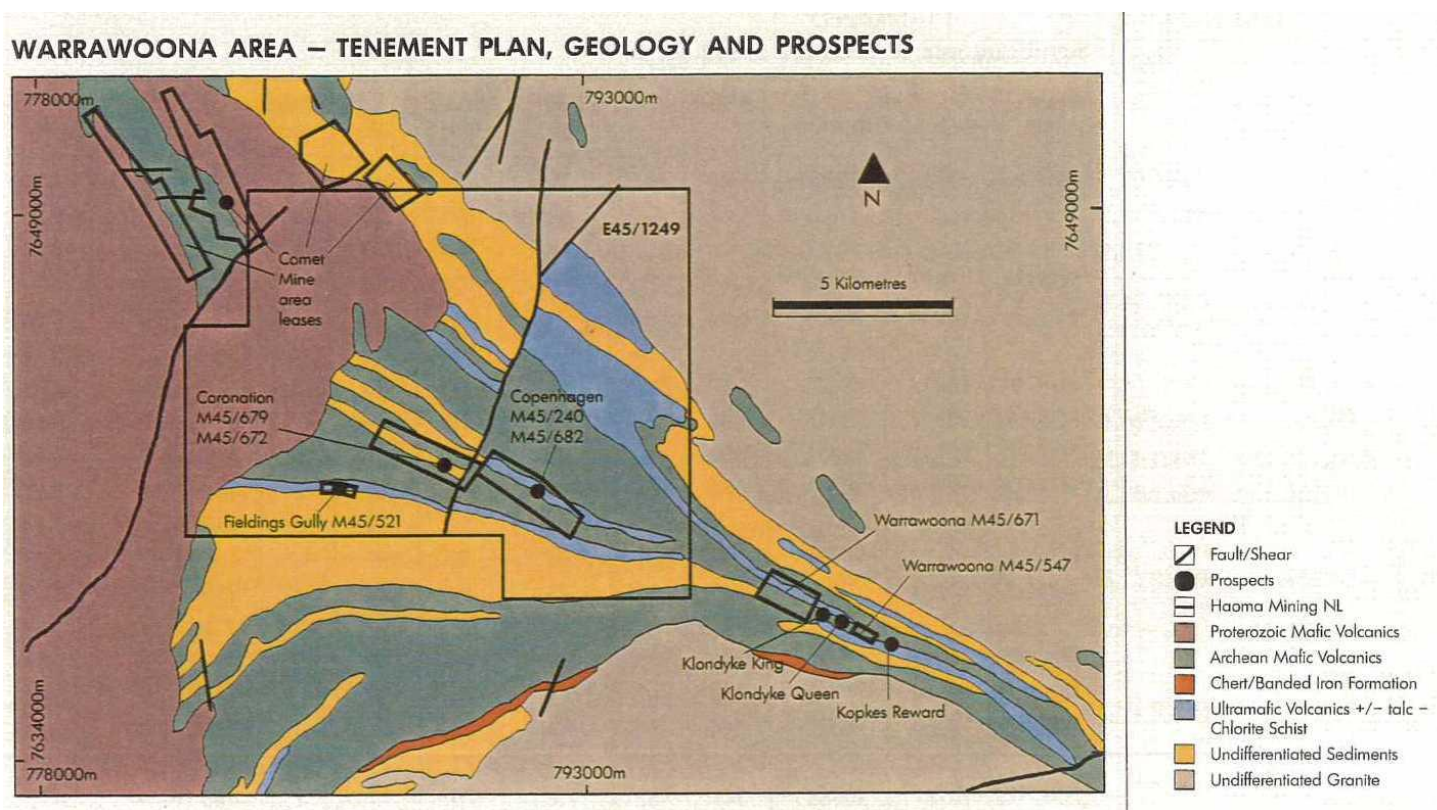 WARRAWOONA AREA – TENEMENT PLAN, GEOLOGY AND PROSPECTS
778000m
793000m
7649000m
7649000m
N
E45/1249
5 Kilometres
Comet
Mine
area
leases
Coronation
M45/679
M45/672
Copenhagen
M45/240
M45/682
Fieldings Gully M45/521
Warrawoona M45/671
Warrawoona M45/547
Klondyke King
Klondyke Queen
Kopkes Reward
7634000m
778000m
793000m
LEGEND
Fault/Shear
Prospects
Haoma Mining NL
Proterozoic Mafic Volcanics
Archean Mafic Volcanics
Chert/Banded Iron Formation
Ultramafic Volcanics +/– talc –
Chlorite Schist
Undifferentiated Sediments
Undifferentiated Granite